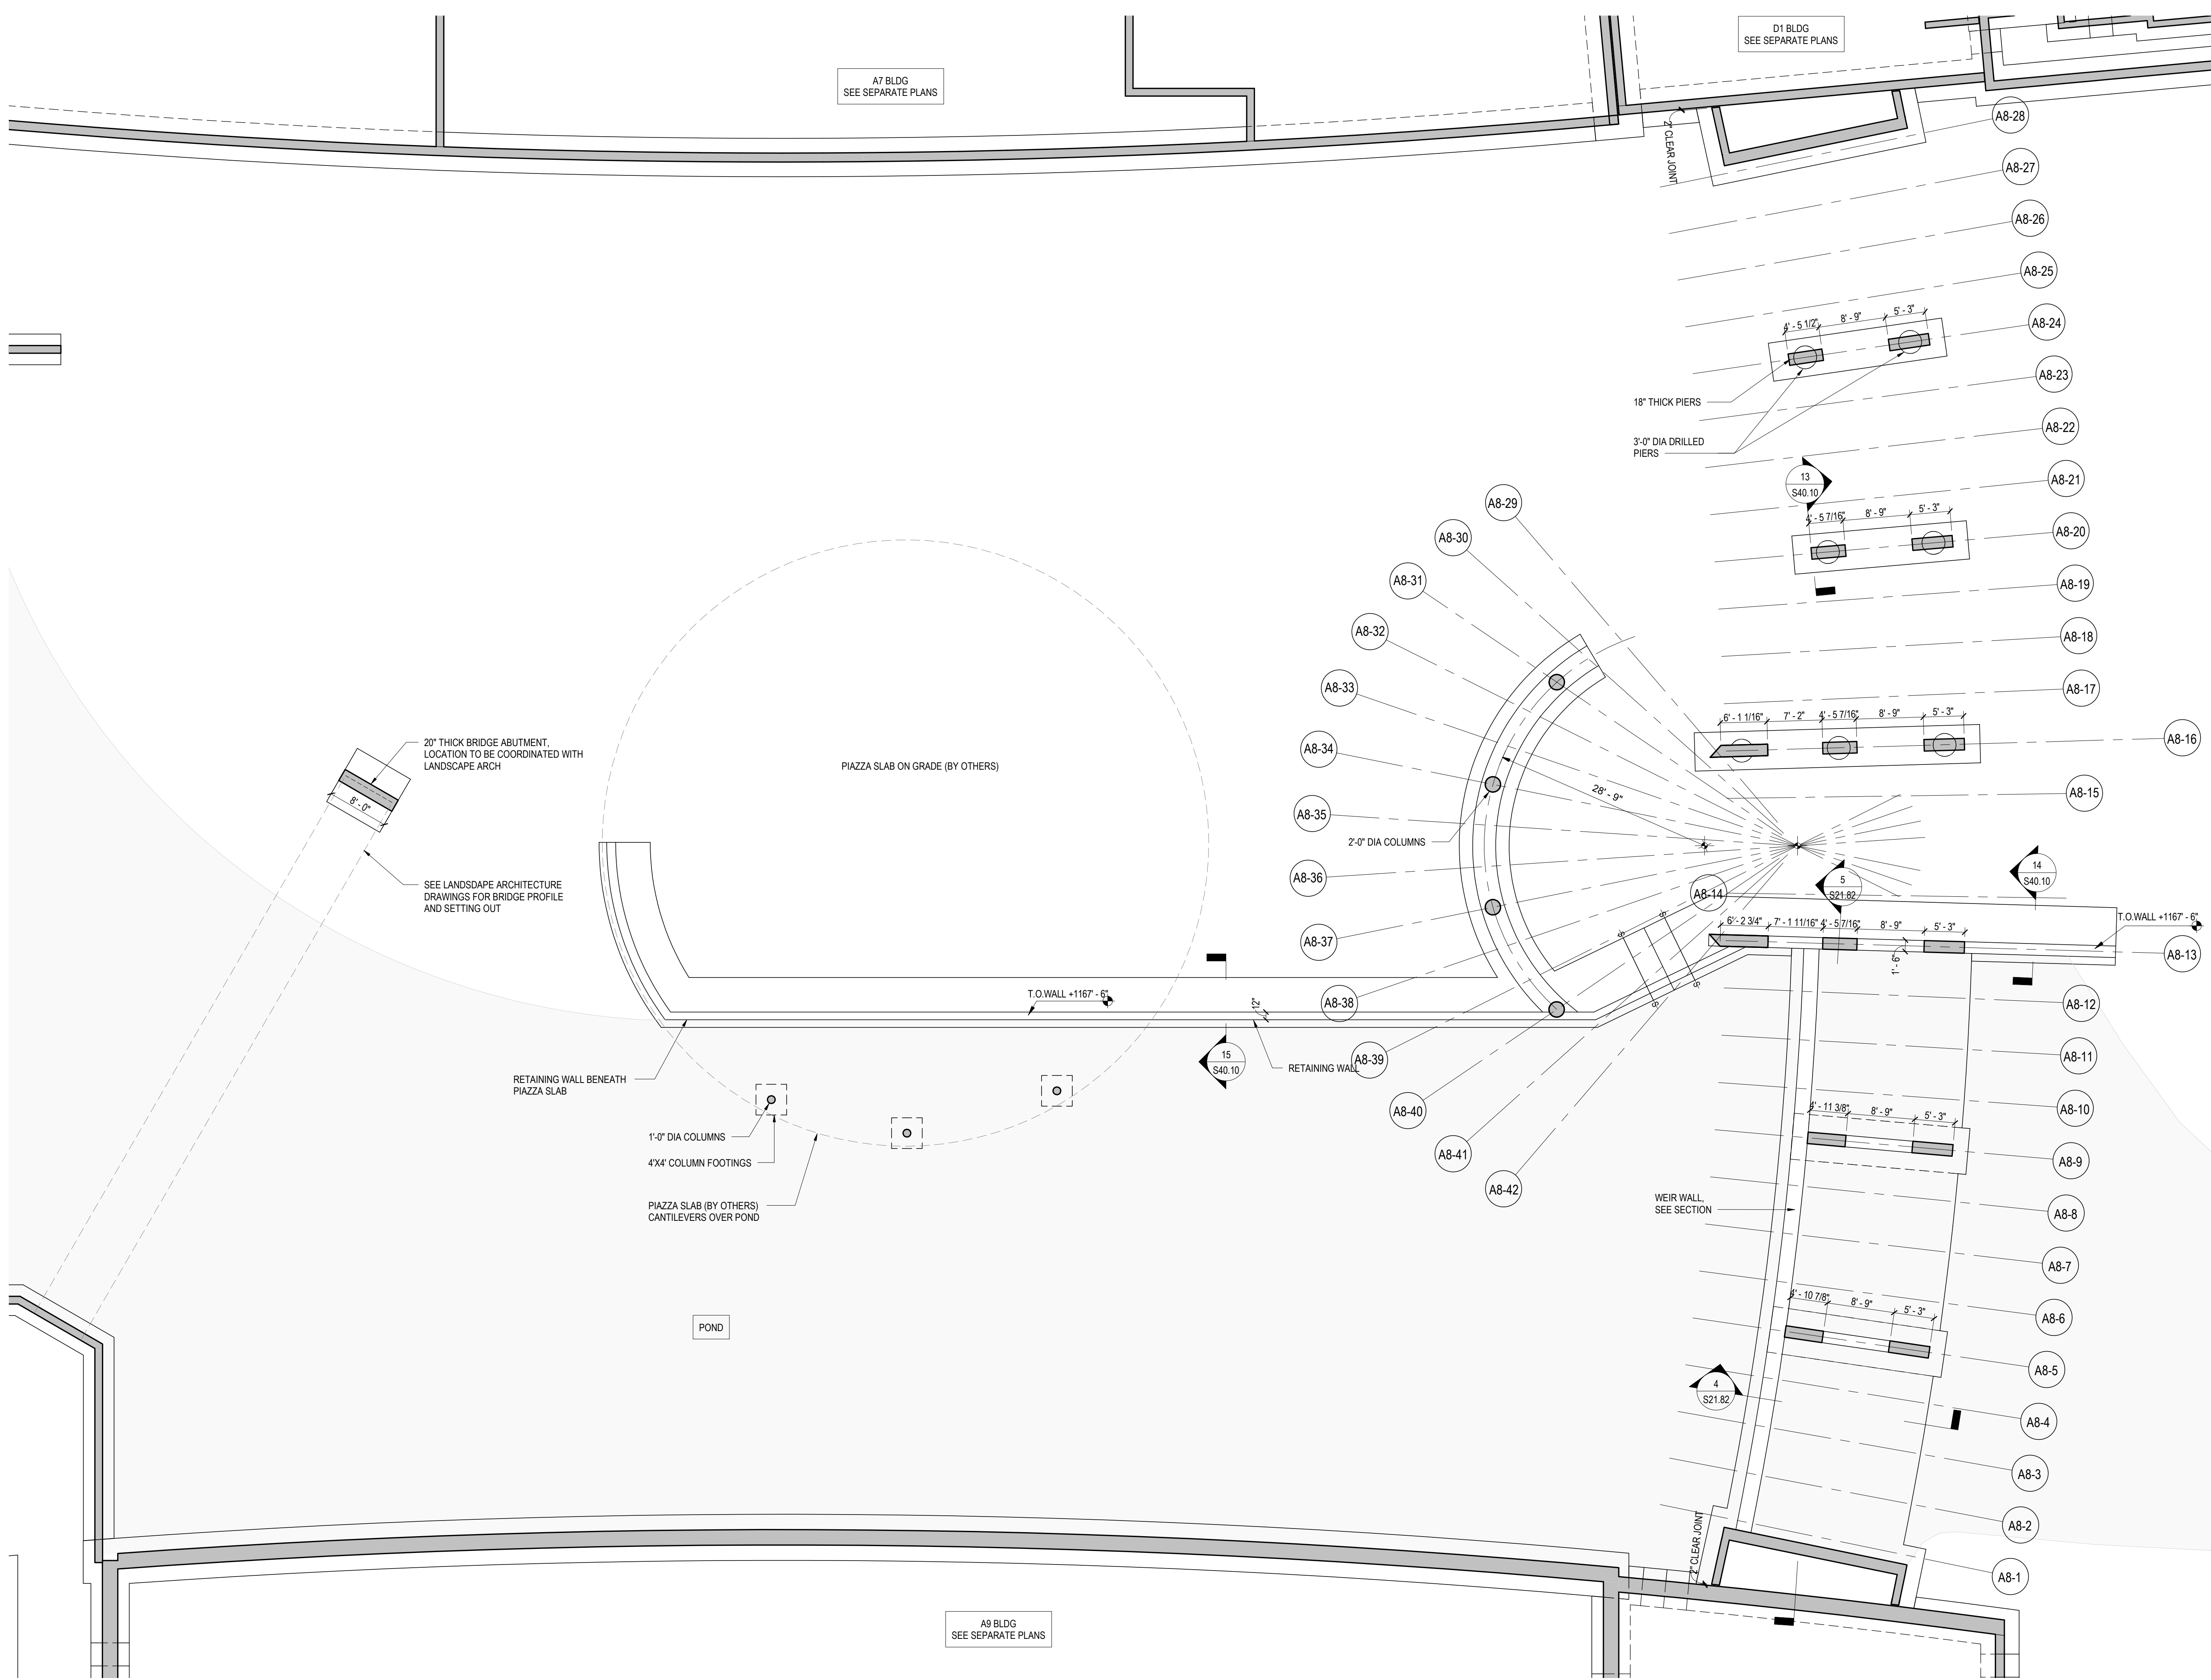 D1 BLDG
SEE SEPARATE PLANS
A7 BLDG
SEE SEPARATE PLANS
2" CLEAR JOINT
A8-28
A8-27
A8-26
A8-25
A8-24
4' - 5 1/2"
8' - 9"
5' - 3"
A8-23
18" THICK PIERS
A8-22
3'-0" DIA DRILLED
PIERS
13
S40.10
A8-21
4' - 5 7/16"
8' - 9"
5' - 3"
A8-20
A8-29
A8-30
A8-31
A8-32
A8-33
A8-34
A8-35
A8-36
A8-37
A8-38
A8-39
A8-40
A8-41
A8-42
A8-19
A8-18
A8-17
6' - 1 1/16"
7' - 2"
4' - 5 7/16"
8' - 9"
5' - 3"
A8-16
A8-15
20" THICK BRIDGE ABUTMENT,
LOCATION TO BE COORDINATED WITH
LANDSCAPE ARCH
8' - 0"
PIAZZA SLAB ON GRADE (BY OTHERS)
28' - 9"
2'-0" DIA COLUMNS
SEE LANDSDAPE ARCHITECTURE
DRAWINGS FOR BRIDGE PROFILE
AND SETTING OUT
A8-14
5
S21.82
14
S40.10
T.O.WALL +1167' - 6"
6' - 2 3/4"
7' - 1 11/16"
4' - 5 7/16"
8' - 9"
5' - 3"
1' - 6"
A8-13
T.O.WALL +1167' - 6"
12"
A8-12
15
S40.10
RETAINING WALL
RETAINING WALL BENEATH
PIAZZA SLAB
A8-11
A8-10
4' - 11 3/8"
8' - 9"
5' - 3"
A8-9
1'-0" DIA COLUMNS
4'X4' COLUMN FOOTINGS
PIAZZA SLAB (BY OTHERS)
CANTILEVERS OVER POND
WEIR WALL,
SEE SECTION
A8-8
A8-7
A8-6
4' - 10 7/8"
8' - 9"
5' - 3"
POND
A8-5
4
S21.82
A8-4
A8-3
A8-2
2" CLEAR JOINT
A8-1
A9 BLDG
SEE SEPARATE PLANS